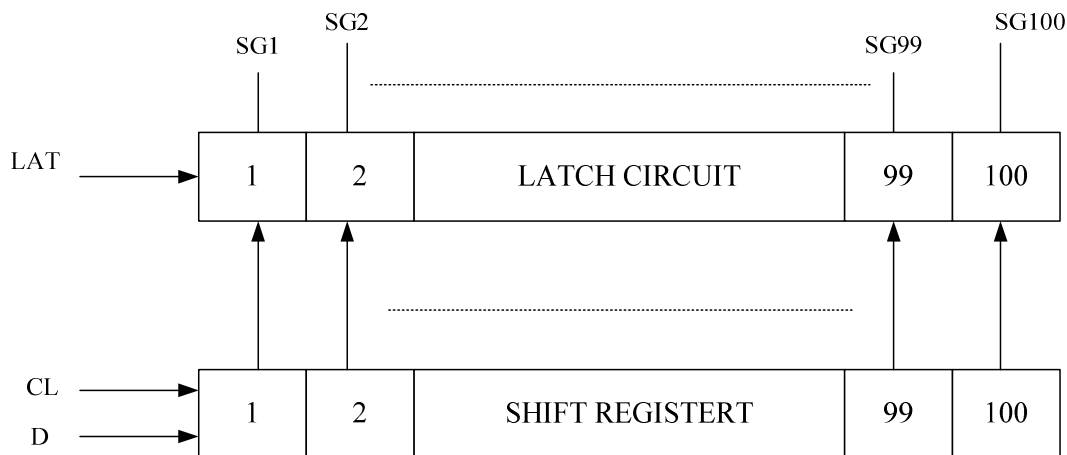 SG1 SG2 SG99 SG100
LAT 1 2 LATCH CIRCUIT 99 100
CL
D 1 2 SHIFT REGISTERT 99 100